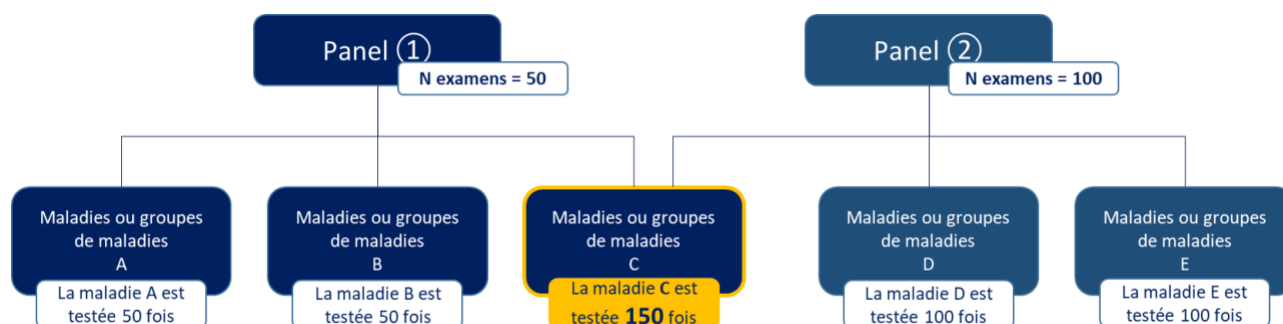 Panel ①
N examens = 50
Panel ②
N examens = 100
Maladies ou groupes
de maladies
A
La maladie A est
testée 50 fois
Maladies ou groupes
de maladies
B
La maladie B est
testée 50 fois
Maladies ou groupes
de maladies
C
La maladie C est
testée 150 fois
Maladies ou groupes
de maladies
D
La maladie D est
testée 100 fois
Maladies ou groupes
de maladies
E
La maladie E est
testée 100 fois